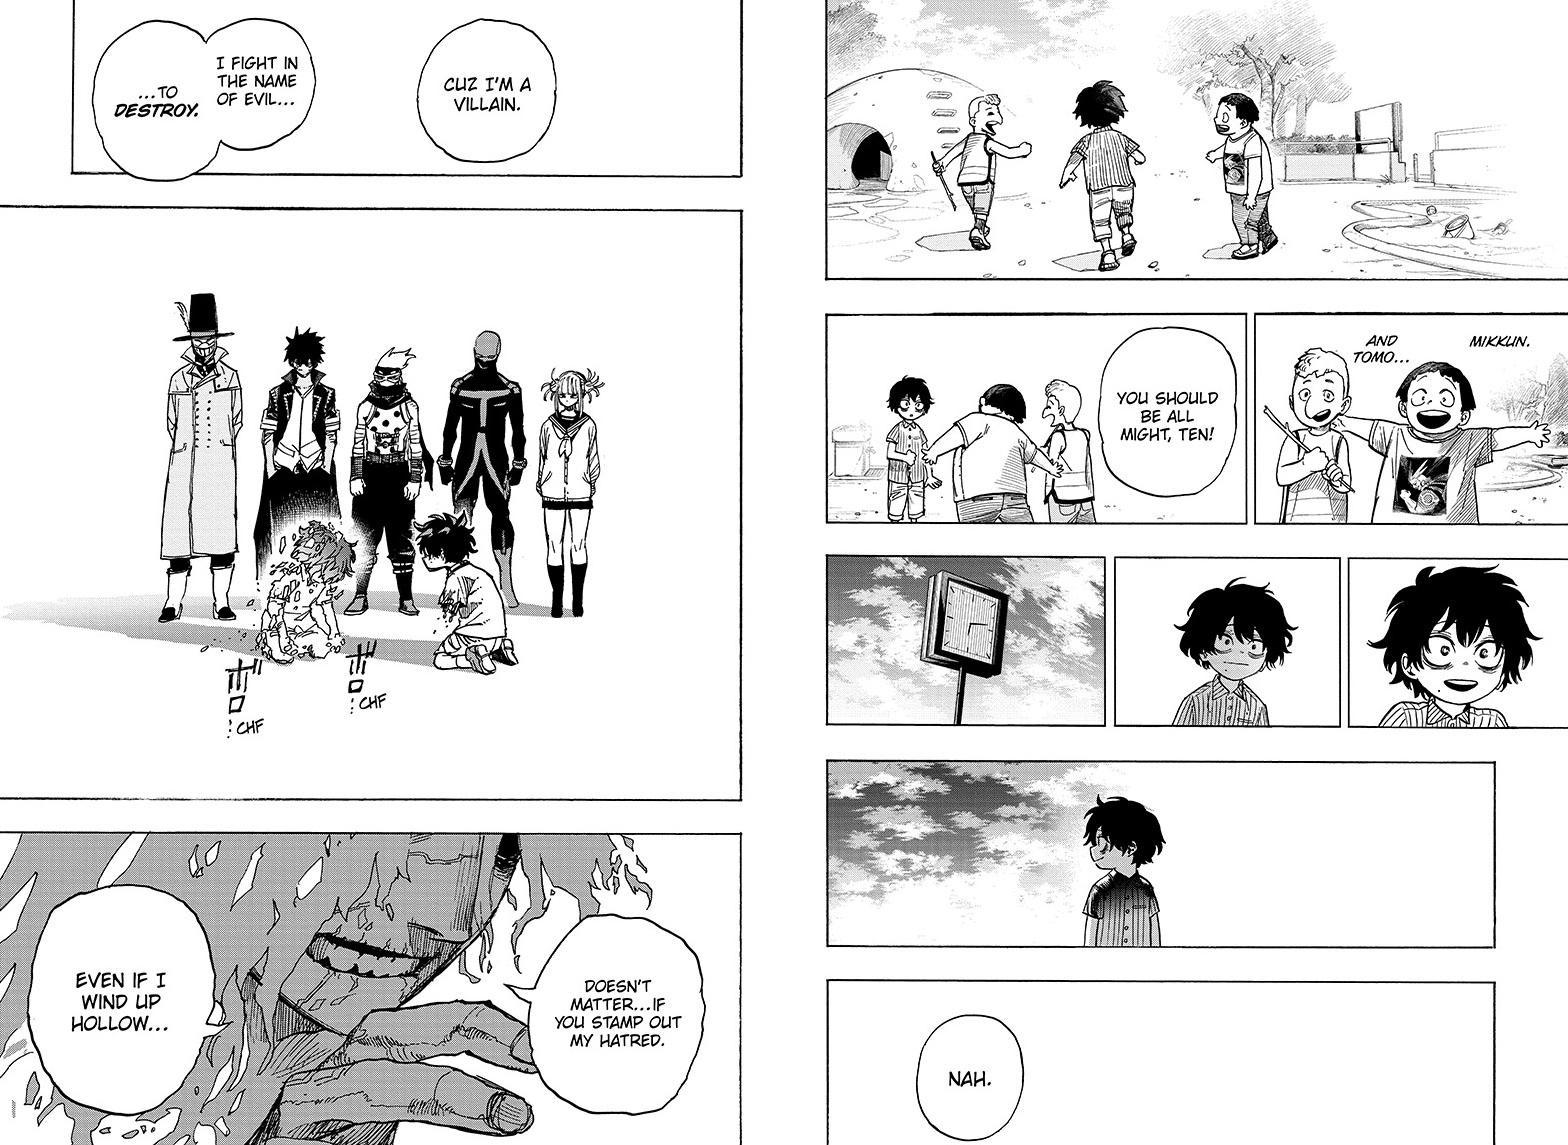 MIKKUN.
AND
TOMO...
YOU SHOULD
BE ALL
MIGHT, TEN!
NAH.
CUZ I'M A
VILLAIN.
I FIGHT IN
THE NAME
OF EVIL...
...TO
DESTROY.
ボロ…
CHF
ボロ…
CHF
DOESN'T
MATTER...IF
YOU STAMP OUT
MY HATRED.
EVEN IF I
WIND UP
HOLLOW...